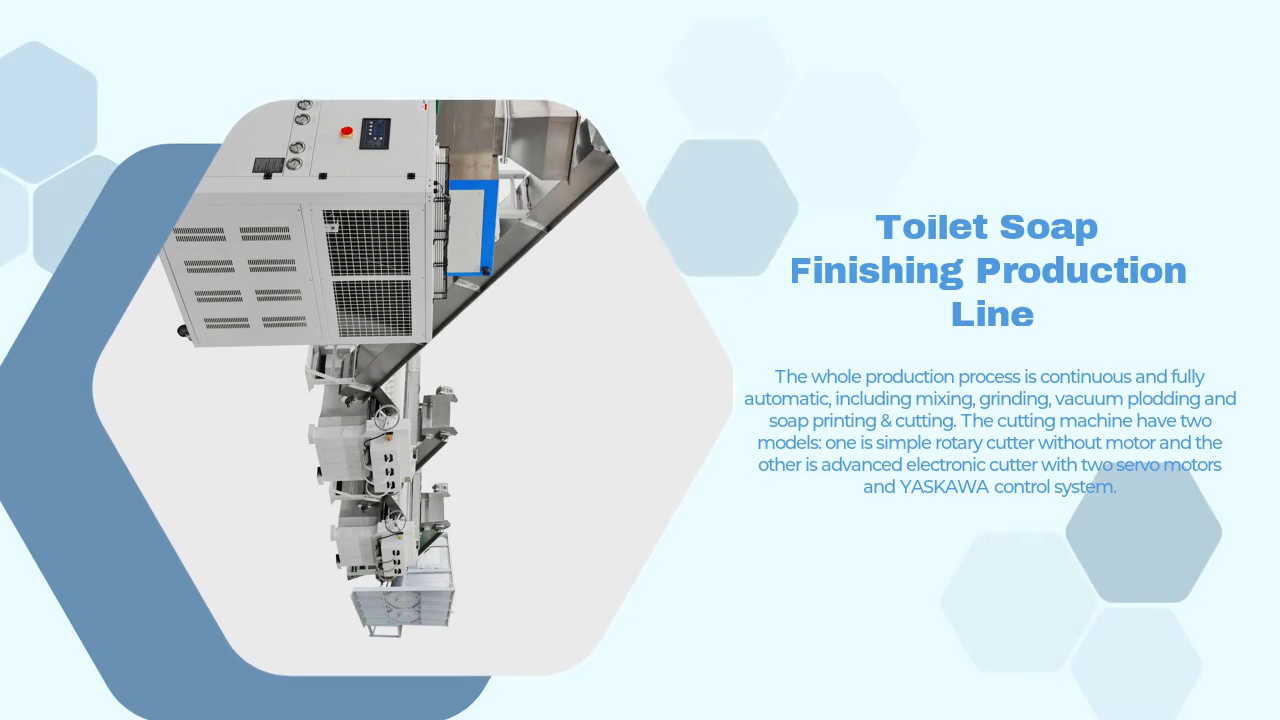 Toilet Soap
Finishing Production
Line
The whole production process is continuous and fully
automatic, including mixing, grinding, vacuum plodding and
soap printing & cutting. The cutting machine have two
models: one is simple rotary cutter without motor and the
other is advanced electronic cutter with two servo motors
and YASKAWA control system.